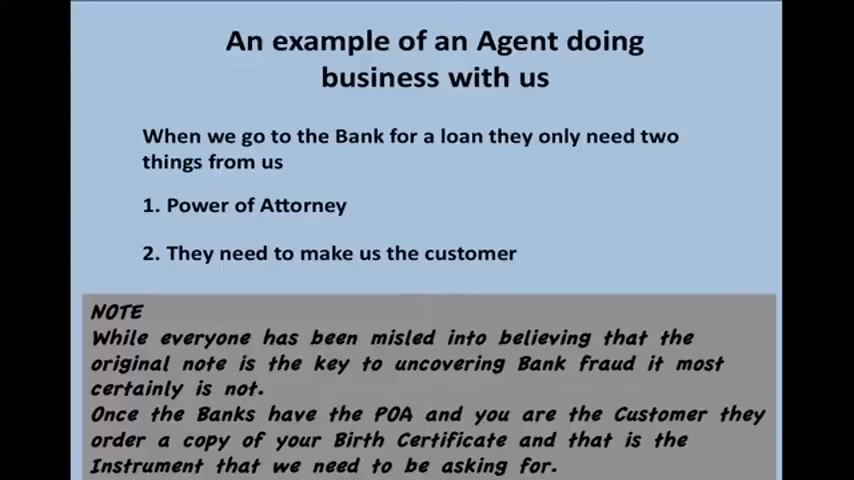 An example of an Agent doing
business with us
When we go to the Bank for a loan they only need two
things from us
1. Power of Attorney
2. They need to make us the customer
NOTE
While everyone has been misled into believing that the
original note is the key to uncovering Bank fraud it most
certainly is not.
Once the Banks have the POA and you are the Customer they
order a copy of your Birth Certificate and that is the
Instrument that we need to be asking for.